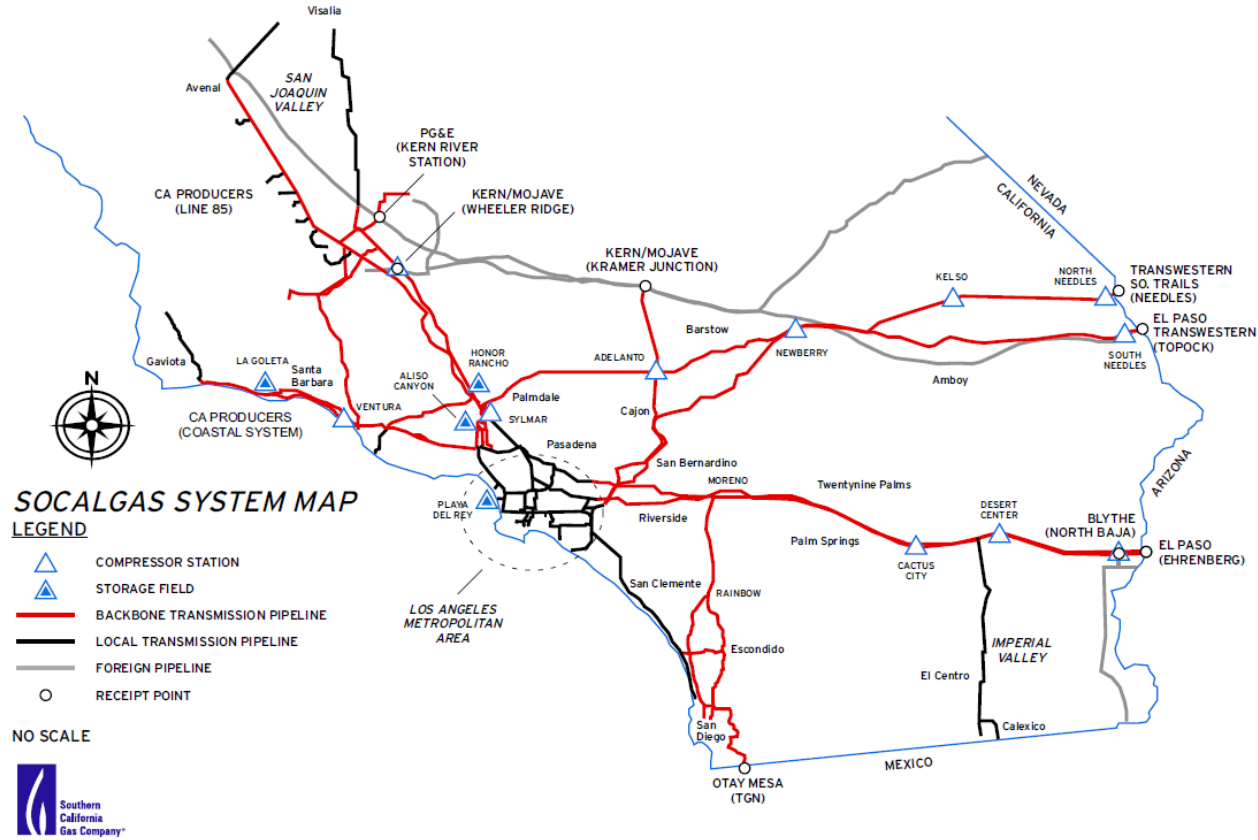 Visalia
Avenal
SAN
JOAQUIN
VALLEY
PG&E
(KERN RIVER
STATION)
CA PRODUCERS
(LINE 85)
KERN/MOJAVE
(WHEELER RIDGE)
KERN/MOJAVE
(KRAMER JUNCTION)
NEVADA
CALIFORNIA
KELSO
NORTH
NEEDLES
TRANSWESTERN
SO. TRAILS
(NEEDLES)
EL PASO
TRANSWESTERN
(TOPOCK)
SOUTH
NEEDLES
Barstow
NEWBERRY
Amboy
ADELANTO
Cajon
Gaviota
LA GOLETA
Santa
Barbara
HONOR
RANCHO
ALISO
CANYON
Palmdale
SYLMAR
VENTURA
CA PRODUCERS
(COASTAL SYSTEM)
N
Pasadena
San Bernardino
MORENO
Twentynine Palms
ARIZONA
PLAYA
DEL REY
Riverside
Palm Springs
DESERT
CENTER
BLYTHE
(NORTH BAJA)
EL PASO
(EHRENBERG)
CACTUS
CITY
San Clemente
RAINBOW
LOS ANGELES
METROPOLITAN
AREA
Escondido
IMPERIAL
VALLEY
El Centro
Calexico
San
Diego
MEXICO
OTAY MESA
(TGN)
SOCALGAS SYSTEM MAP
LEGEND
COMPRESSOR STATION
STORAGE FIELD
BACKBONE TRANSMISSION PIPELINE
LOCAL TRANSMISSION PIPELINE
FOREIGN PIPELINE
RECEIPT POINT
NO SCALE
Southern
California
Gas Company®